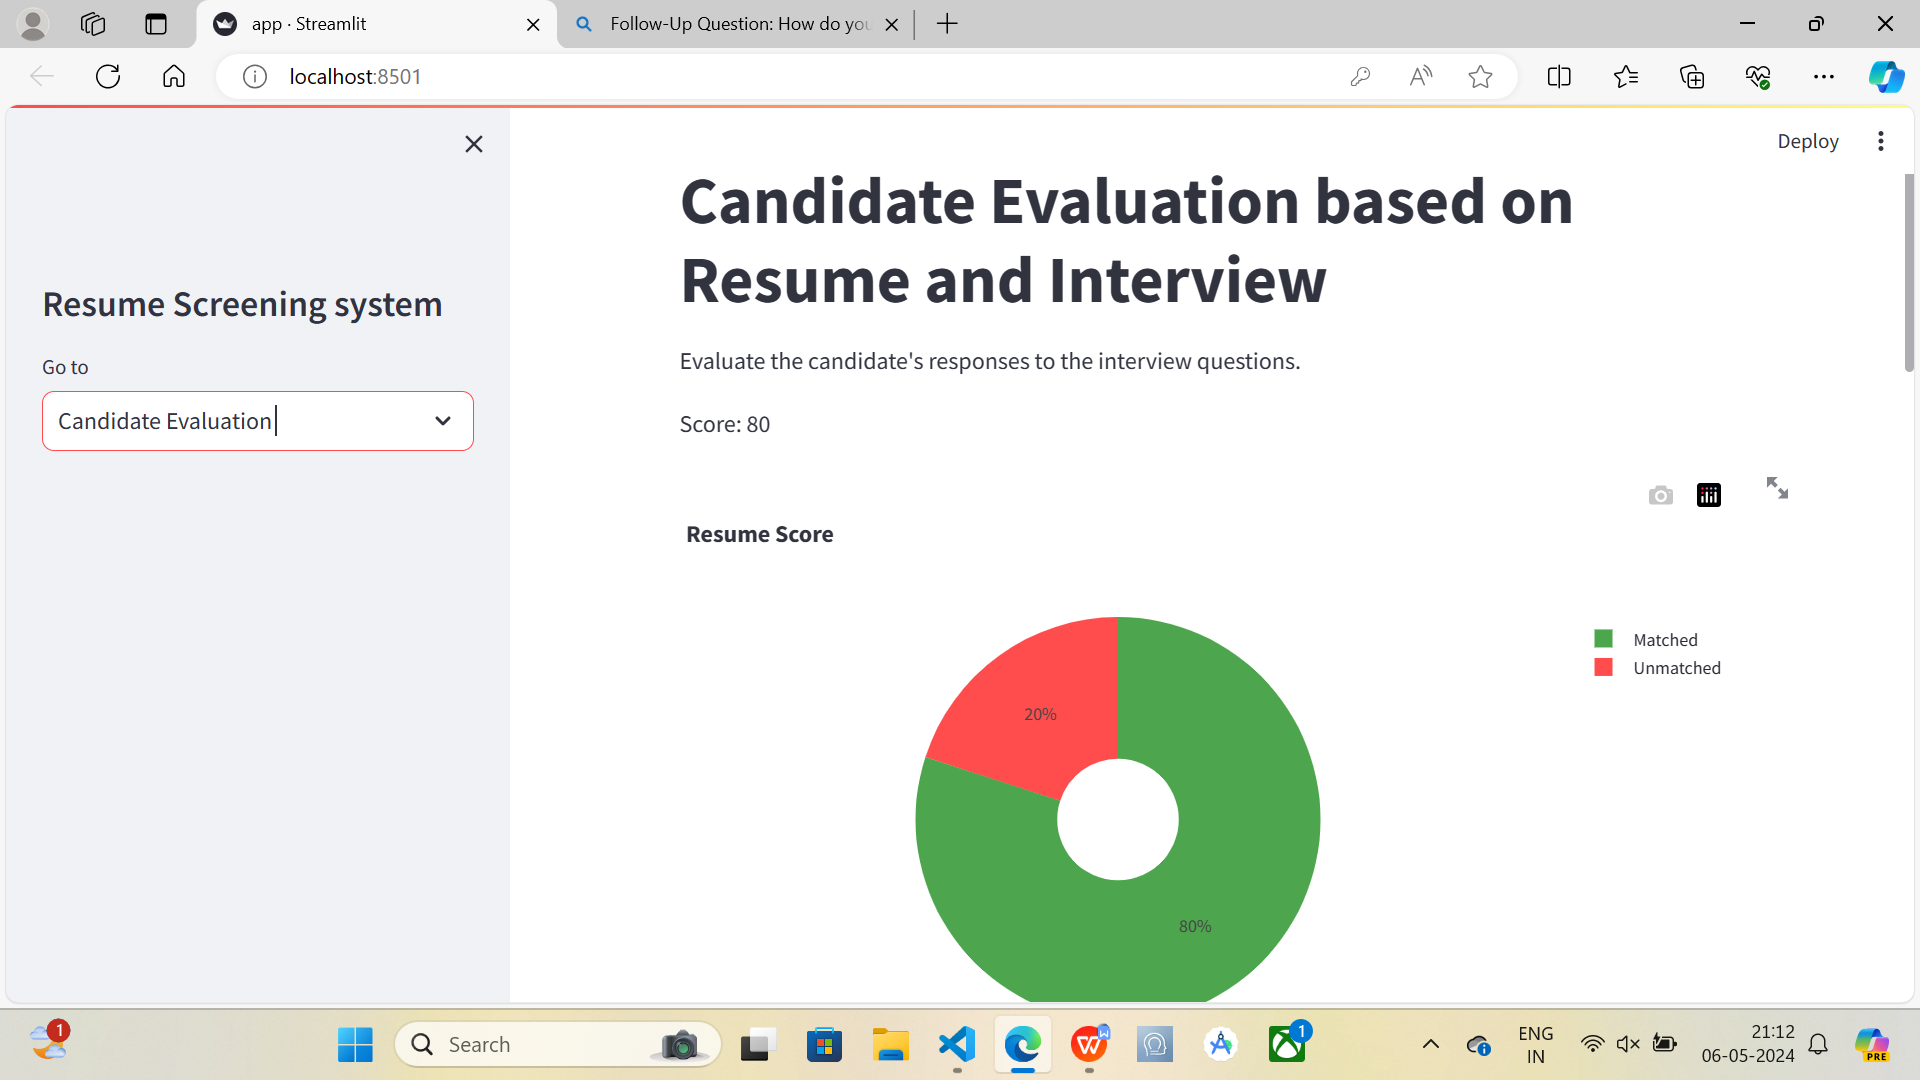 app · Streamlit
Follow-Up Question: How do you
localhost:8501
Deploy
Resume Screening system
Go to
Candidate Evaluation
Candidate Evaluation based on
Resume and Interview
Evaluate the candidate's responses to the interview questions.
Score: 80
Resume Score
Matched
Unmatched
20%
80%
1
Search
1
ENG
IN
21:12
06-05-2024
PRE